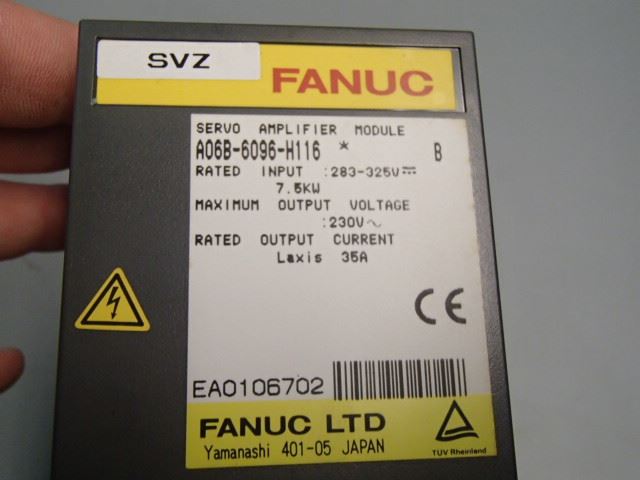 SVZ
FANUC
SERVO AMPLIFIER MODULE
A06B-6096-H116 * B
RATED INPUT :283-325V⎓
7.5KW
MAXIMUM OUTPUT VOLTAGE
:230V～
RATED OUTPUT CURRENT
Laxis 35A
CE
EA0106702
FANUC LTD
Yamanashi 401-05 JAPAN
TUV Rheinland